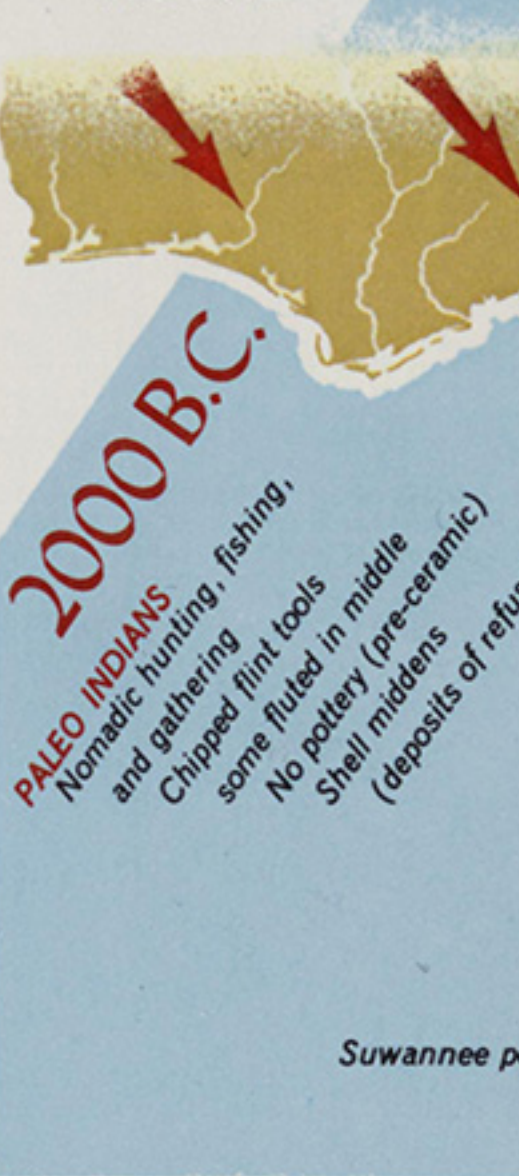 2000 B.C.
PALEO INDIANS
Nomadic hunting, fishing,
and gathering
Chipped flint tools
some fluted in middle
No pottery (pre-ceramic)
Shell middens
(deposits of
Suwannee